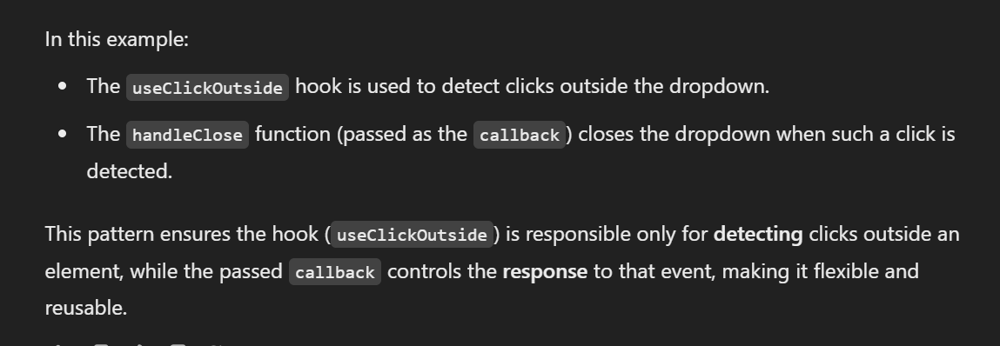 In this example:
• The useClickOutside hook is used to detect clicks outside the dropdown.
• The handleClose function (passed as the callback) closes the dropdown when such a click is
detected.
This pattern ensures the hook (useClickOutside) is responsible only for detecting clicks outside an
element, while the passed callback controls the response to that event, making it flexible and
reusable.